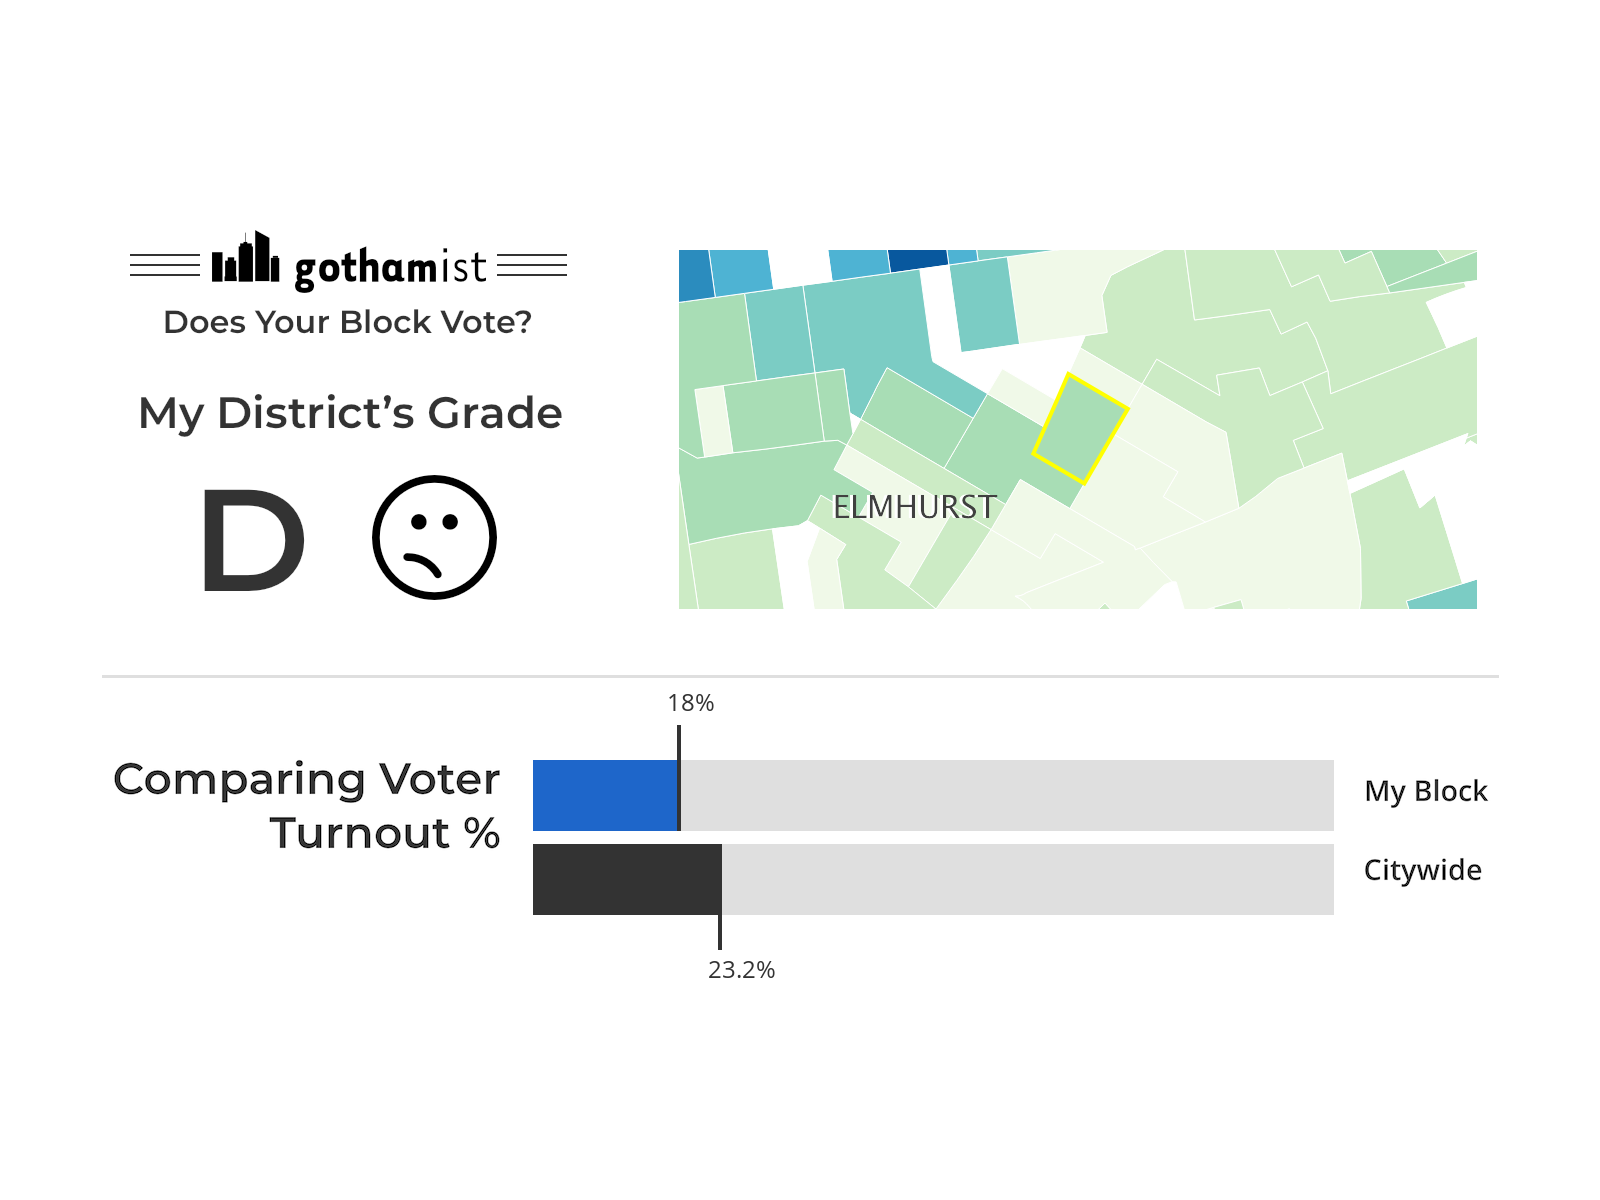 gothamist
Does Your Block Vote?
My District's Grade
D
ELMHURST
18%
Comparing Voter
Turnout %
My Block
Citywide
23.2%